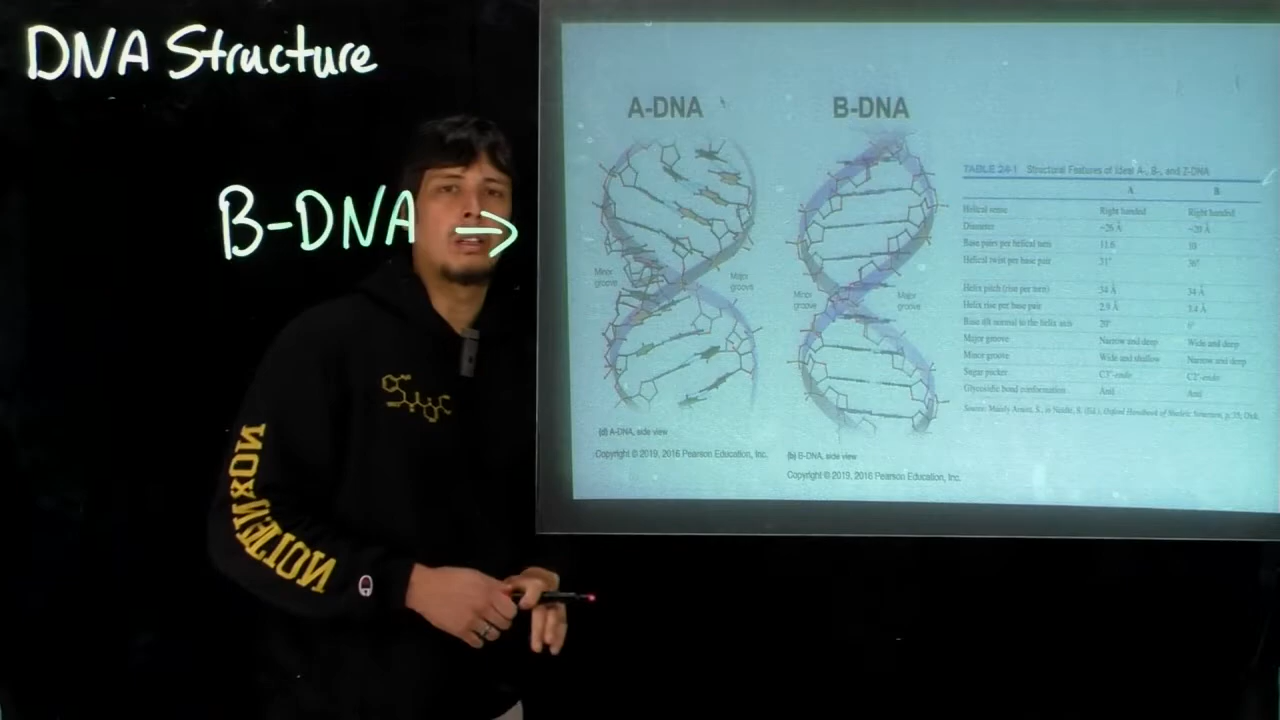 DNA Structure
B-DNA →
NOXMEATION
A-DNA
B-DNA
Minor
groove
Major
groove
Minor
groove
Major
groove
(d) A-DNA, side view
Copyright © 2019, 2016 Pearson Education, Inc.
(b) B-DNA, side view
Copyright © 2019, 2016 Pearson Education, Inc.
TABLE 24-1 Structural Features of Ideal A-, B-, and Z-DNA
A B
Helical sense Right handed Right handed
Diameter ~26 Å ~20 Å
Base pairs per helical turn 11.6 10
Helical twist per base pair 31° 36°
Helix pitch (rise per turn) 34 Å 34 Å
Helix rise per base pair 2.9 Å 3.4 Å
Base tilt normal to the helix axis 20° 6°
Major groove Narrow and deep Wide and deep
Minor groove Wide and shallow Narrow and deep
Sugar pucker C3′-endo C2′-endo
Glycosidic bond conformation Anti Anti